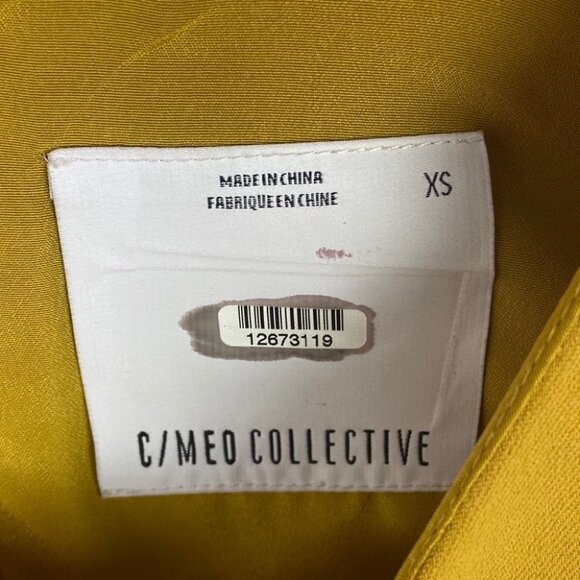 MADE IN CHINA
FABRIQUE EN CHINE
XS
12673119
C/MEO COLLECTIVE